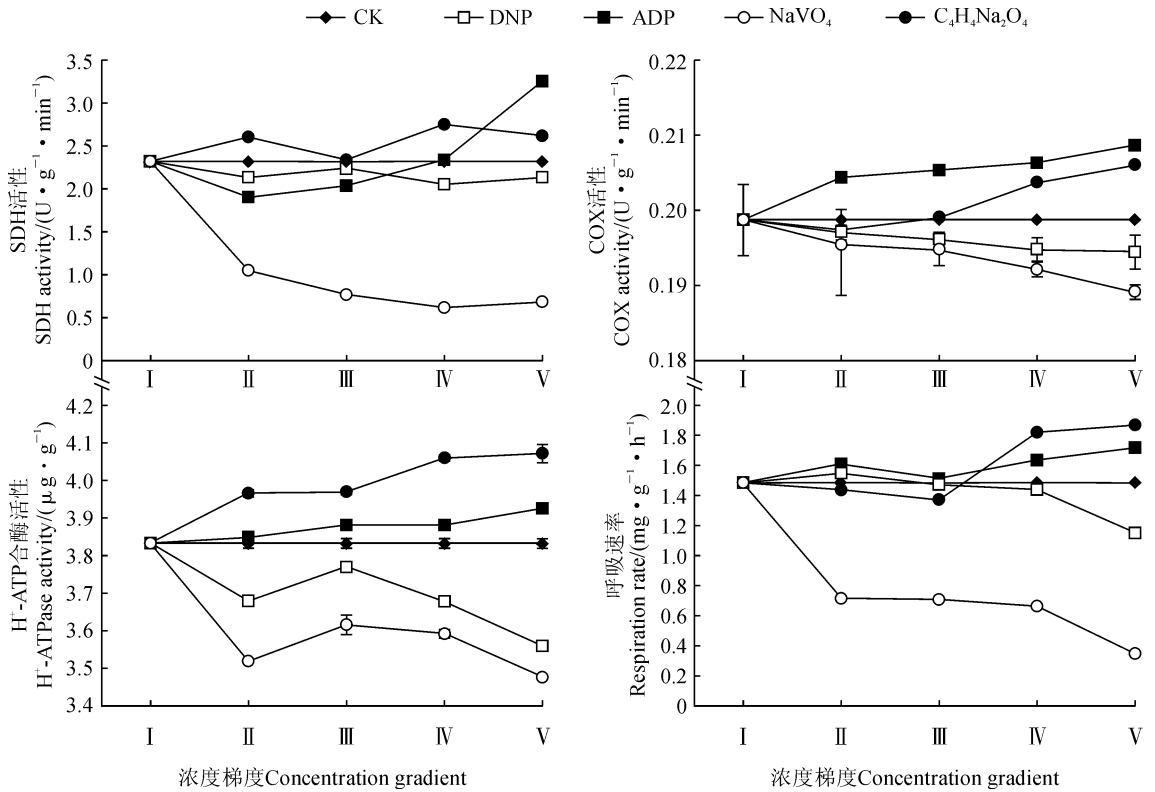 CK DNP ADP NaVO₄ C₄H₄Na₂O₄
SDH活性
SDH activity/(U·g⁻¹·min⁻¹)
3.5
3.0
2.5
2.0
1.5
1.0
0.5
0
Ⅰ Ⅱ Ⅲ Ⅳ Ⅴ
COX活性
COX activity/(U·g⁻¹·min⁻¹)
0.22
0.21
0.20
0.19
0.18
Ⅰ Ⅱ Ⅲ Ⅳ Ⅴ
H⁺-ATP合酶活性
H⁺-ATPase activity/(μg·g⁻¹)
4.2
4.1
4.0
3.9
3.8
3.7
3.6
3.5
3.4
Ⅰ Ⅱ Ⅲ Ⅳ Ⅴ
浓度梯度Concentration gradient
呼吸速率
Respiration rate/(mg·g⁻¹·h⁻¹)
2.0
1.8
1.6
1.4
1.2
1.0
0.8
0.6
0.4
0.2
0
Ⅰ Ⅱ Ⅲ Ⅳ Ⅴ
浓度梯度Concentration gradient